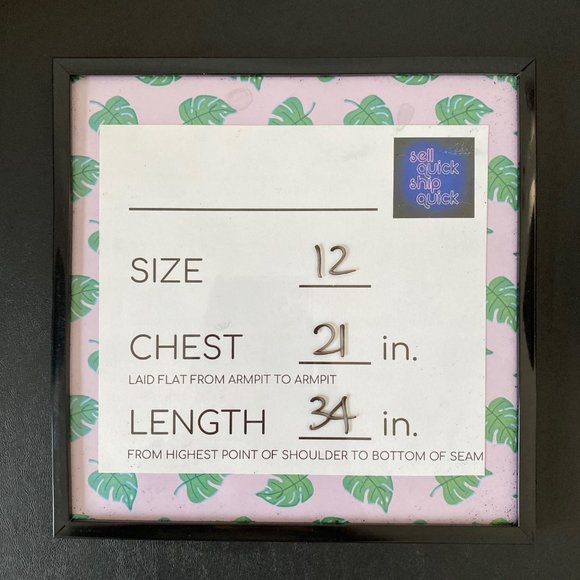 sell
quick
ship
quick
SIZE 12
CHEST 21 in.
LAID FLAT FROM ARMPIT TO ARMPIT
LENGTH 34 in.
FROM HIGHEST POINT OF SHOULDER TO BOTTOM OF SEAM